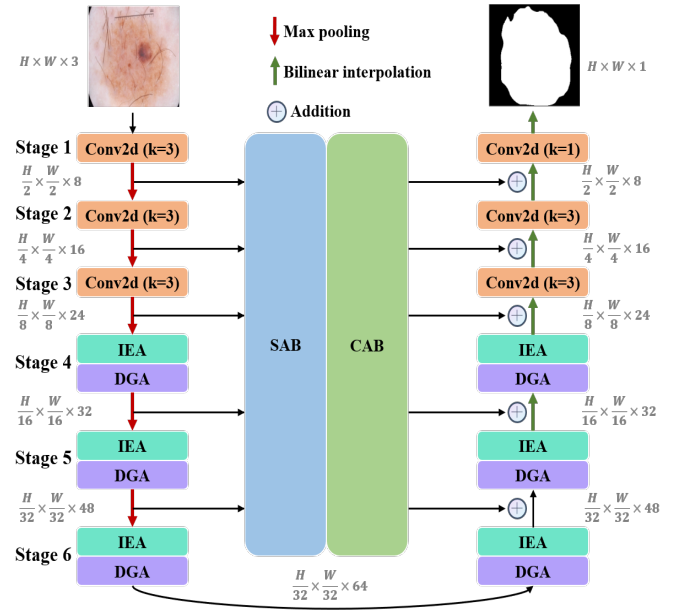 H × W × 3
Max pooling
Bilinear interpolation
Addition
H × W × 1
Stage 1
Conv2d (k=3)
Conv2d (k=1)
H/2 × W/2 × 8
H/2 × W/2 × 8
Stage 2
Conv2d (k=3)
Conv2d (k=3)
H/4 × W/4 × 16
H/4 × W/4 × 16
Stage 3
Conv2d (k=3)
Conv2d (k=3)
H/8 × W/8 × 24
H/8 × W/8 × 24
Stage 4
IEA
DGA
SAB
CAB
IEA
DGA
H/16 × W/16 × 32
H/16 × W/16 × 32
Stage 5
IEA
DGA
IEA
DGA
H/32 × W/32 × 48
H/32 × W/32 × 48
Stage 6
IEA
DGA
IEA
DGA
H/32 × W/32 × 64